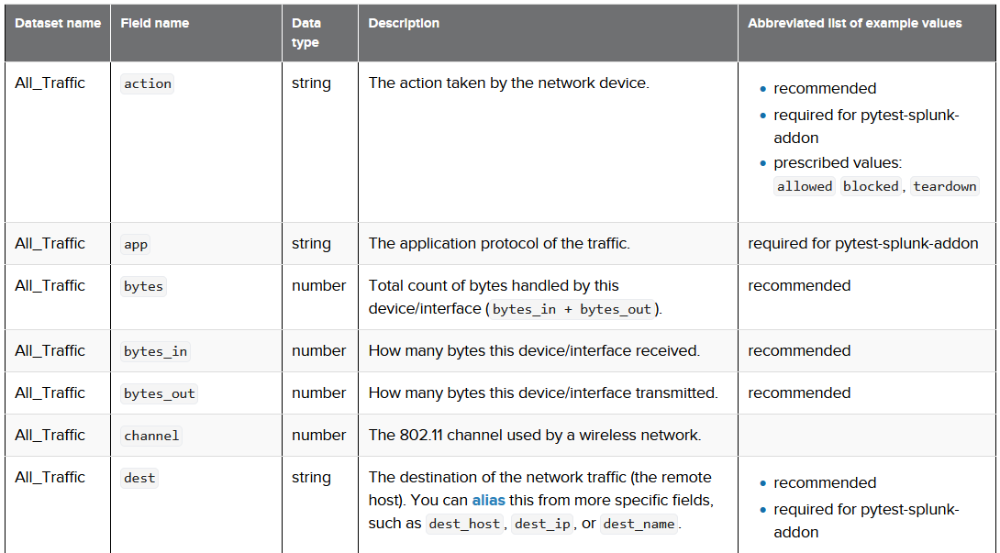 Dataset name Field name Data type Description Abbreviated list of example values
All_Traffic action string The action taken by the network device.
recommended
required for pytest-splunk-
addon
prescribed values:
allowed blocked, teardown
All_Traffic app string The application protocol of the traffic. required for pytest-splunk-addon
All_Traffic bytes number Total count of bytes handled by this recommended
device/interface (bytes_in + bytes_out).
All_Traffic bytes_in number How many bytes this device/interface received. recommended
All_Traffic bytes_out number How many bytes this device/interface transmitted. recommended
All_Traffic channel number The 802.11 channel used by a wireless network.
All_Traffic dest string The destination of the network traffic (the remote
host). You can alias this from more specific fields,
such as dest_host, dest_ip, or dest_name.
recommended
required for pytest-splunk-
addon